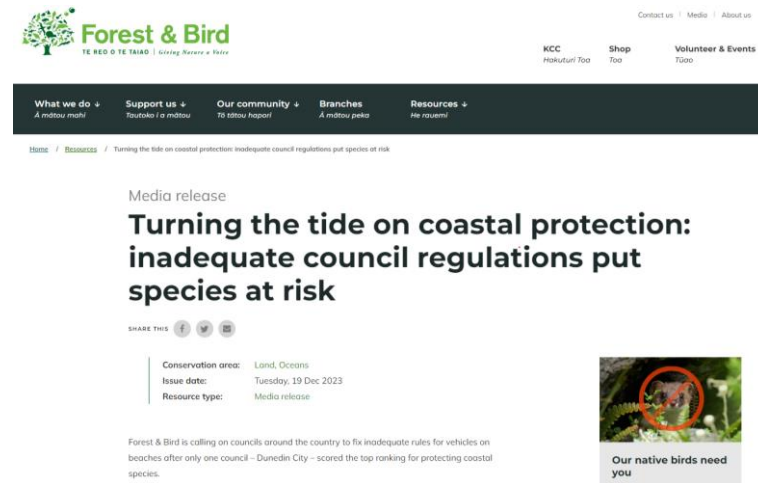 Contact us | Media | About us
Forest & Bird
TE REO O TE TAIAO | Giving Nature a Voice
KCC Shop Volunteer & Events
Hakuturi Toa Toa Tūao
What we do ↓ Support us ↓ Our community ↓ Branches Resources ↓
Ā mātou mahi Tautoko i a mātou Tō tātou hapori Ā mātou peka He rauemi
Home / Resources / Turning the tide on coastal protection: inadequate council regulations put species at risk
Media release
Turning the tide on coastal protection:
inadequate council regulations put
species at risk
SHARE THIS
Conservation area: Land, Oceans
Issue date: Tuesday, 19 Dec 2023
Resource type: Media release
Forest & Bird is calling on councils around the country to fix inadequate rules for vehicles on
beaches after only one council – Dunedin City – scored the top ranking for protecting coastal
species.
Our native birds need
you